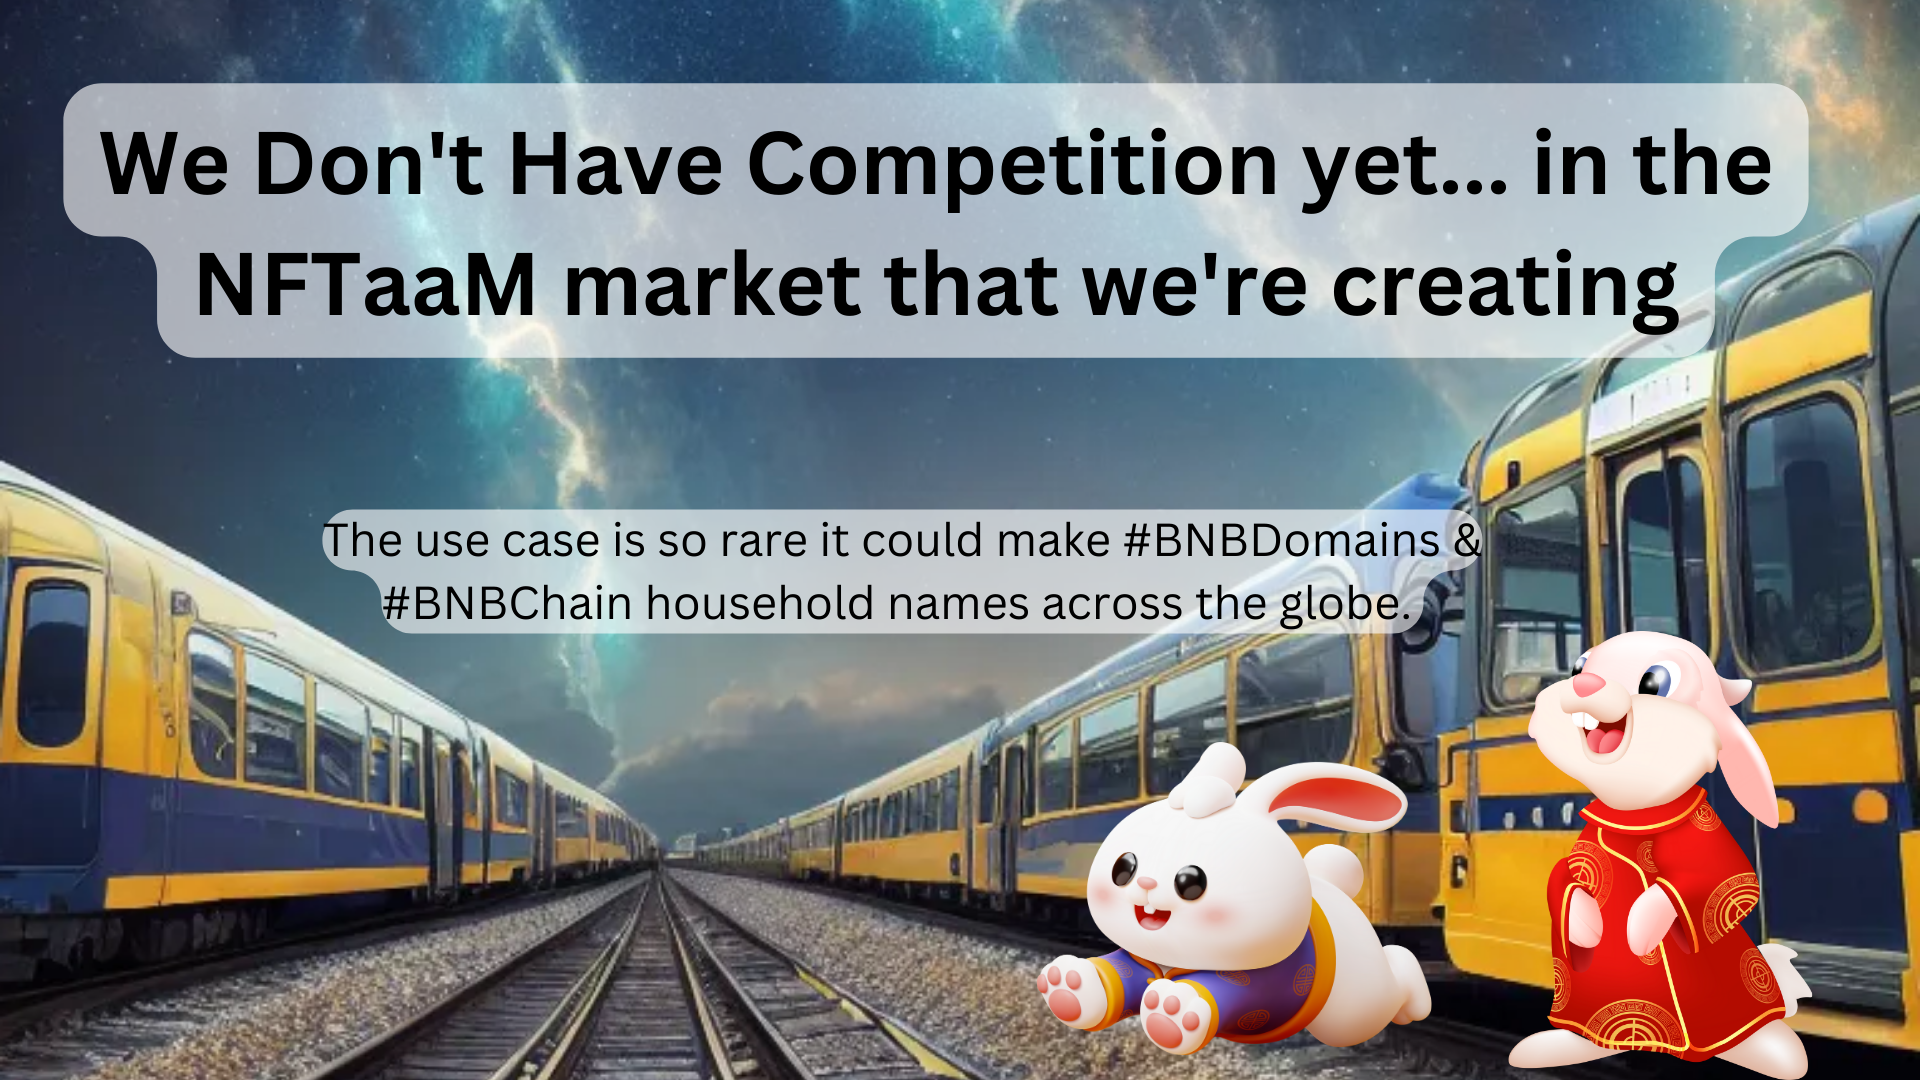 We Don't Have Competition yet... in the
NFTaaM market that we're creating
The use case is so rare it could make #BNBDomains &
#BNBChain household names across the globe.